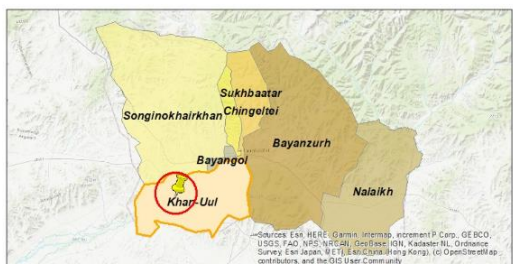 Sukhbaatar
Chingeltei
Songinokhairkhan
Bayanzurh
Bayangol
Nalaikh
Khan-Uul
Sources: Esri, HERE, Garmin, Intermap, increment P Corp., GEBCO,
USGS, FAO, NPS, NRCAN, GeoBase, IGN, Kadaster NL, Ordnance
Survey, Esri Japan, METI, Esri China (Hong Kong), (c) OpenStreetMap
contributors, and the GIS User Community